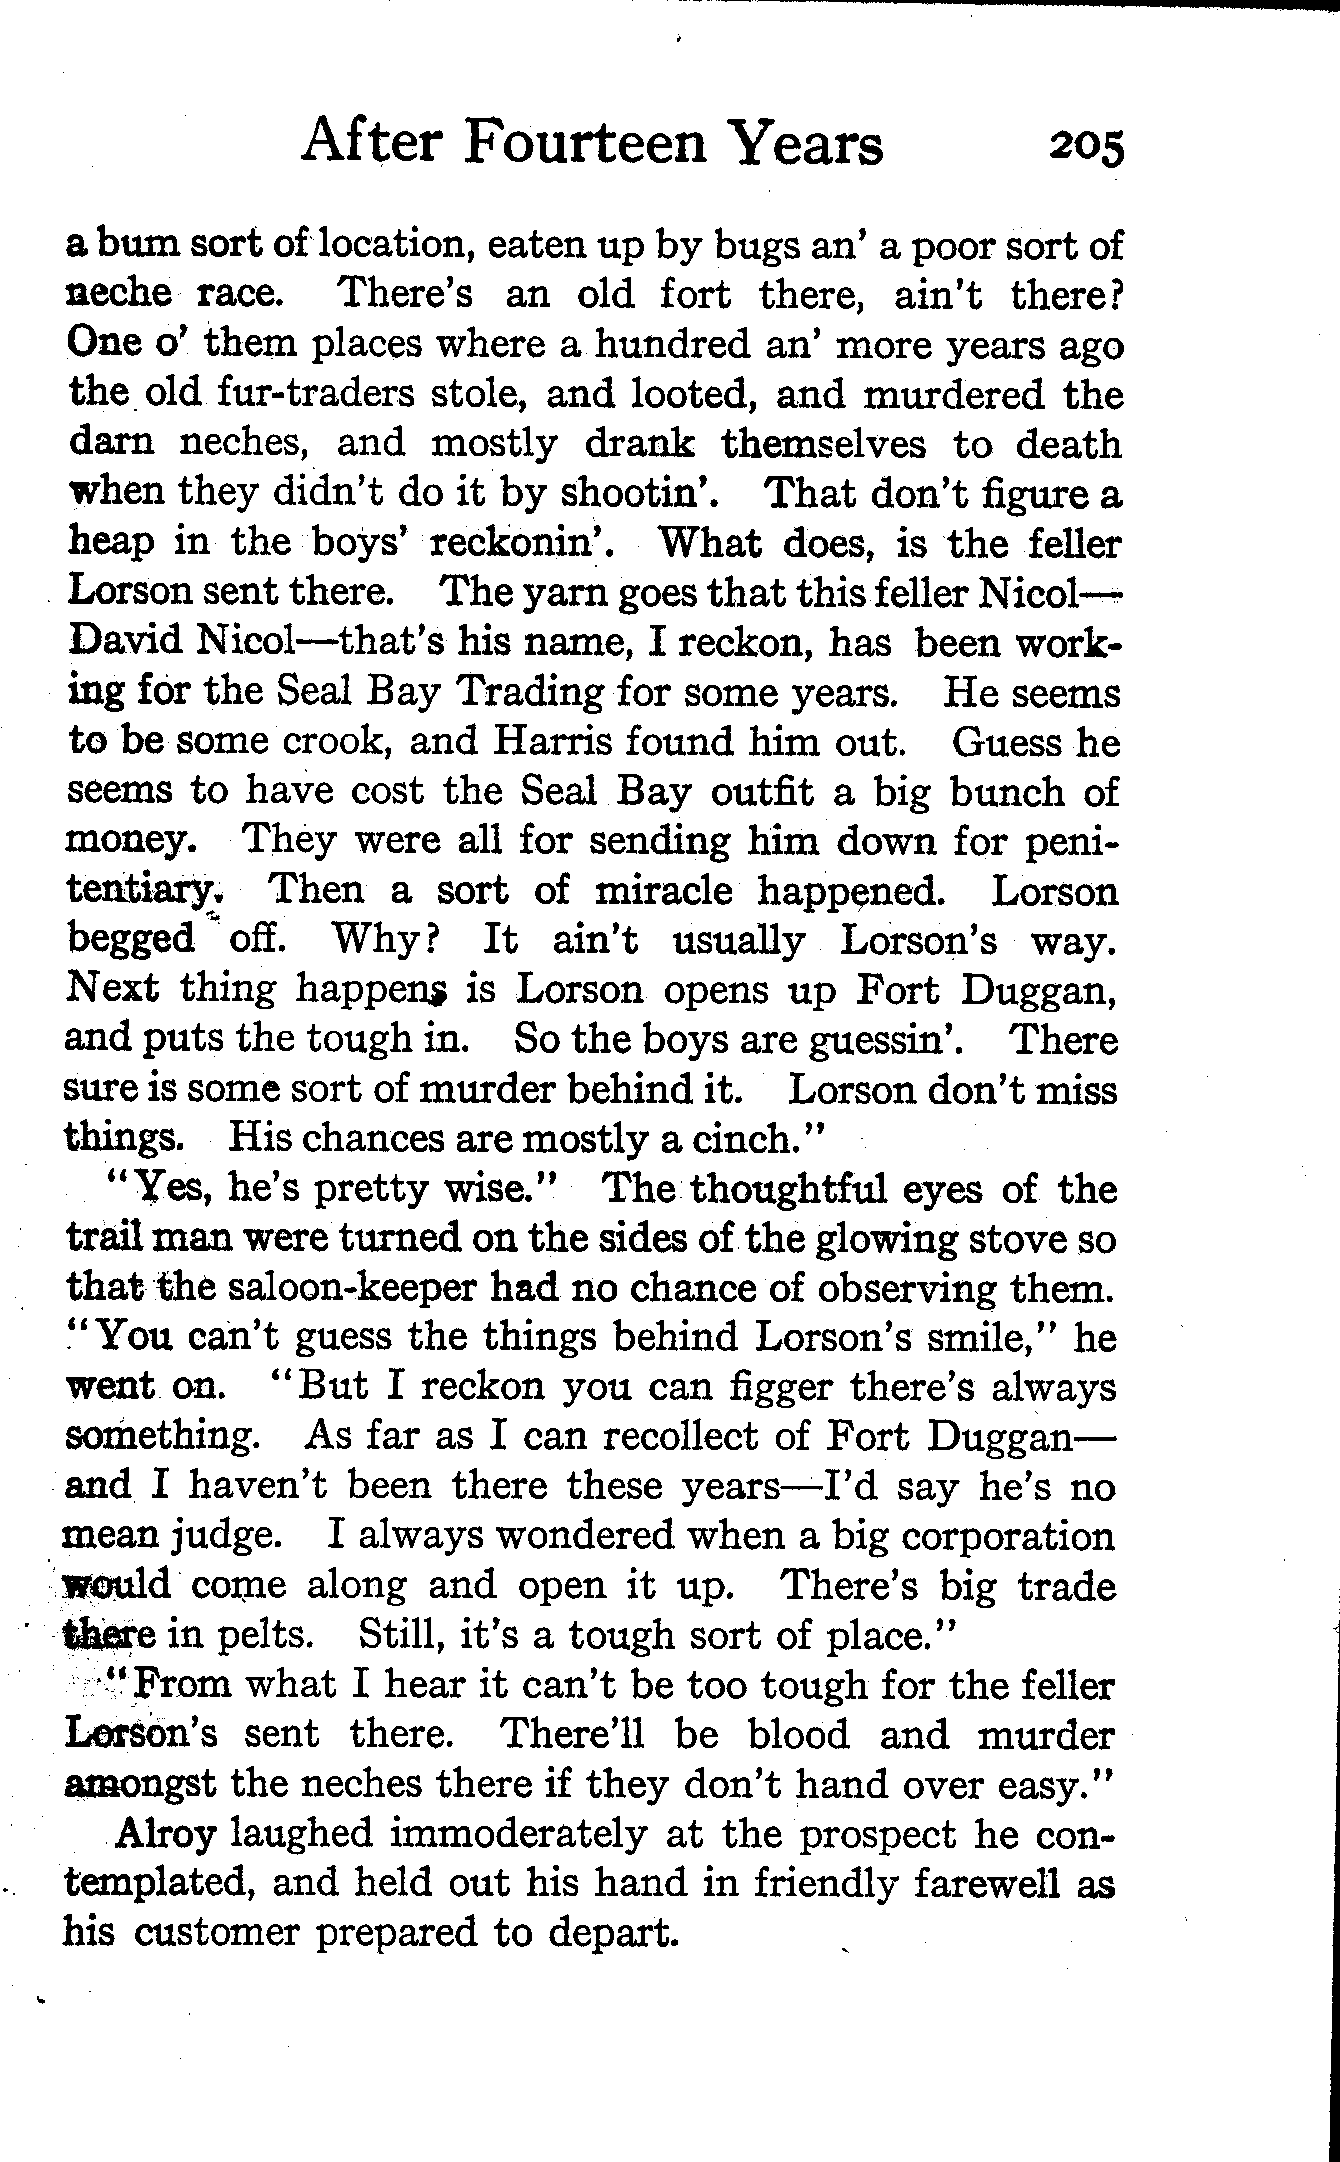 After Fourteen Years 205
a bum sort of location, eaten up by bugs an' a poor sort of
neche race. There's an old fort there, ain't there?
One o' them places where a hundred an' more years ago
the old fur-traders stole, and looted, and murdered the
darn neches, and mostly drank themselves to death
when they didn't do it by shootin'. That don't figure a
heap in the boys' reckonin'. What does, is the feller
Lorson sent there. The yarn goes that this feller Nicol—
David Nicol—that's his name, I reckon, has been work-
ing for the Seal Bay Trading for some years. He seems
to be some crook, and Harris found him out. Guess he
seems to have cost the Seal Bay outfit a big bunch of
money. They were all for sending him down for peni-
tentiary. Then a sort of miracle happened. Lorson
begged off. Why? It ain't usually Lorson's way.
Next thing happens is Lorson opens up Fort Duggan,
and puts the tough in. So the boys are guessin'. There
sure is some sort of murder behind it. Lorson don't miss
things. His chances are mostly a cinch."
"Yes, he's pretty wise." The thoughtful eyes of the
trail man were turned on the sides of the glowing stove so
that the saloon-keeper had no chance of observing them.
"You can't guess the things behind Lorson's smile," he
went on. "But I reckon you can figger there's always
something. As far as I can recollect of Fort Duggan—
and I haven't been there these years—I'd say he's no
mean judge. I always wondered when a big corporation
would come along and open it up. There's big trade
there in pelts. Still, it's a tough sort of place."
"From what I hear it can't be too tough for the feller
Lorson's sent there. There'll be blood and murder
amongst the neches there if they don't hand over easy."
Alroy laughed immoderately at the prospect he con-
templated, and held out his hand in friendly farewell as
his customer prepared to depart.